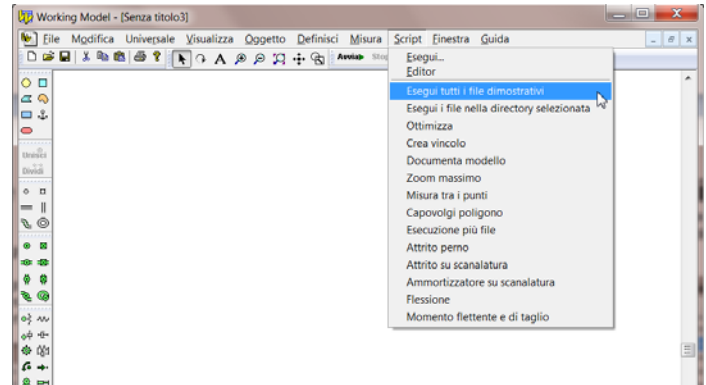 Working Model - [Senza titolo3]
File Modifica Universale Visualizza Oggetto Definisci Misura Script Finestra Guida
Avvia Stop
Esegui...
Editor
Esegui tutti i file dimostrativi
Esegui i file nella directory selezionata
Ottimizza
Crea vincolo
Documenta modello
Zoom massimo
Misura tra i punti
Capovolgi poligono
Esecuzione più file
Attrito perno
Attrito su scanalatura
Ammortizzatore su scanalatura
Flessione
Momento flettente e di taglio
Unisci
Dividi